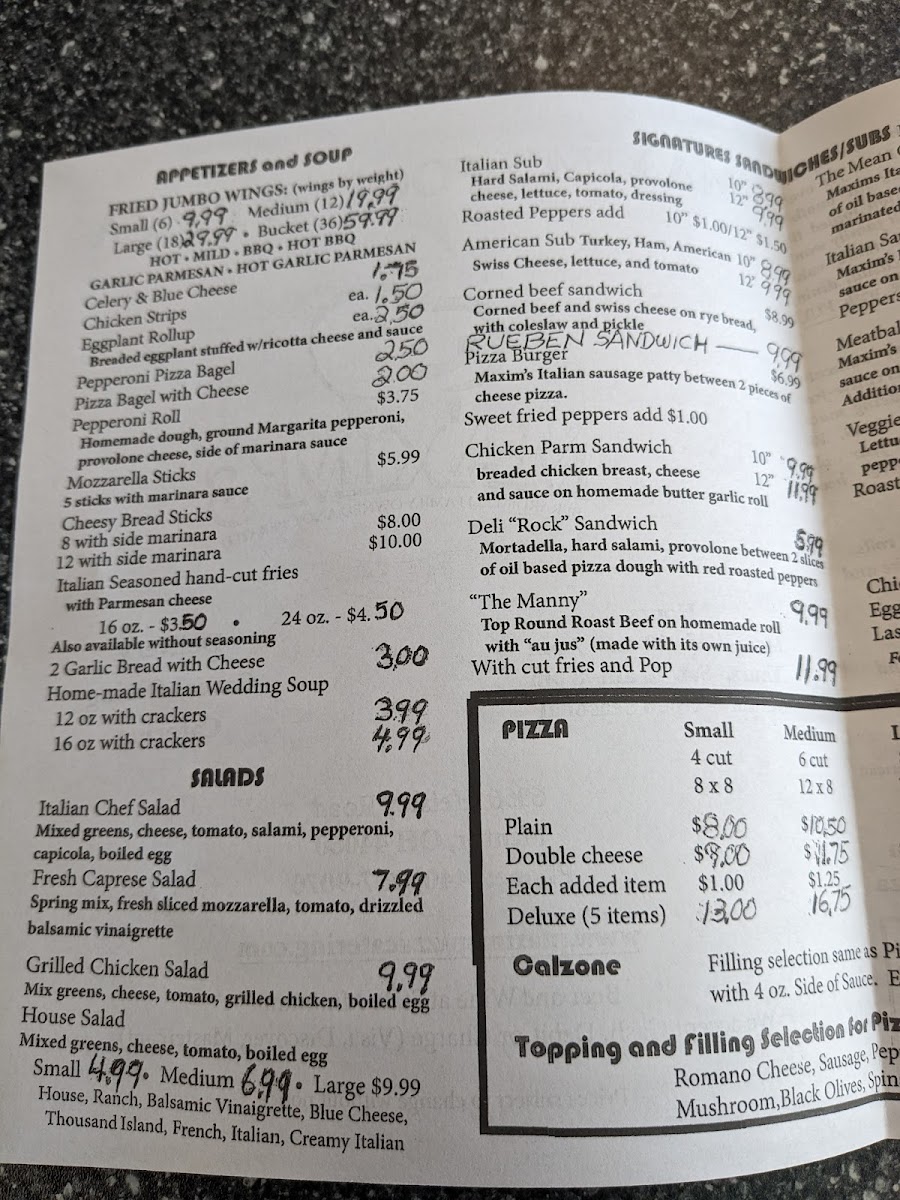 APPETIZERS and SOUP
FRIED JUMBO WINGS: (wings by weight)
Small (6) 9.99 Medium (12) 19.99
Large (18) 29.99 • Bucket (36) 59.99
HOT • MILD • BBQ • HOT BBQ
GARLIC PARMESAN • HOT GARLIC PARMESAN
Celery & Blue Cheese 1.75
Chicken Strips ea. 1.50
Eggplant Rollup ea. 2.50
Breaded eggplant stuffed w/ricotta cheese and sauce
Pepperoni Pizza Bagel 2.50
Pizza Bagel with Cheese 2.00
Pepperoni Roll $3.75
Homemade dough, ground Margarita pepperoni,
provolone cheese, side of marinara sauce
Mozzarella Sticks $5.99
5 sticks with marinara sauce
Cheesy Bread Sticks
8 with side marinara $8.00
12 with side marinara $10.00
Italian Seasoned hand-cut fries
with Parmesan cheese
16 oz. - $3.50 • 24 oz. - $4.50
Also available without seasoning
2 Garlic Bread with Cheese 3.00
Home-made Italian Wedding Soup
12 oz with crackers 3.99
16 oz with crackers 4.99
SALADS
Italian Chef Salad 9.99
Mixed greens, cheese, tomato, salami, pepperoni,
capicola, boiled egg
Fresh Caprese Salad 7.99
Spring mix, fresh sliced mozzarella, tomato, drizzled
balsamic vinaigrette
Grilled Chicken Salad 9.99
Mix greens, cheese, tomato, grilled chicken, boiled egg
House Salad
Mixed greens, cheese, tomato, boiled egg
Small 4.99 • Medium 6.99 • Large $9.99
House, Ranch, Balsamic Vinaigrette, Blue Cheese,
Thousand Island, French, Italian, Creamy Italian
SIGNATURES SANDWICHES/SUBS
Italian Sub 10" 8.99
Hard Salami, Capicola, provolone 12" 9.99
cheese, lettuce, tomato, dressing
Roasted Peppers add 10" $1.00/12" $1.50
American Sub Turkey, Ham, American 10" 8.99
Swiss Cheese, lettuce, and tomato 12" 9.99
Corned beef sandwich $8.99
Corned beef and swiss cheese on rye bread,
with coleslaw and pickle
RUEBEN SANDWICH — 9.99
Pizza Burger $6.99
Maxim's Italian sausage patty between 2 pieces of
cheese pizza.
Sweet fried peppers add $1.00
Chicken Parm Sandwich 10" 9.99
breaded chicken breast, cheese 12" 11.99
and sauce on homemade butter garlic roll
Deli "Rock" Sandwich
Mortadella, hard salami, provolone between 2 slices
of oil based pizza dough with red roasted peppers
"The Manny" 9.99
Top Round Roast Beef on homemade roll
with "au jus" (made with its own juice)
With cut fries and Pop 11.99
PIZZA Small Medium
4 cut 6 cut
8 x 8 12 x 8
Plain $8.00 $10.50
Double cheese $9.00 $11.75
Each added item $1.00 $1.25
Deluxe (5 items) 13.00 16.75
Calzone Filling selection same as
with 4 oz. Side of Sauce.
Topping and Filling Selection for
Romano Cheese, Sausage,
Mushroom, Black Olives,
The Mean
Maxims
of oil
marinated
Italian
Maxim's
sauce on
Peppers
Maxim's
sauce on